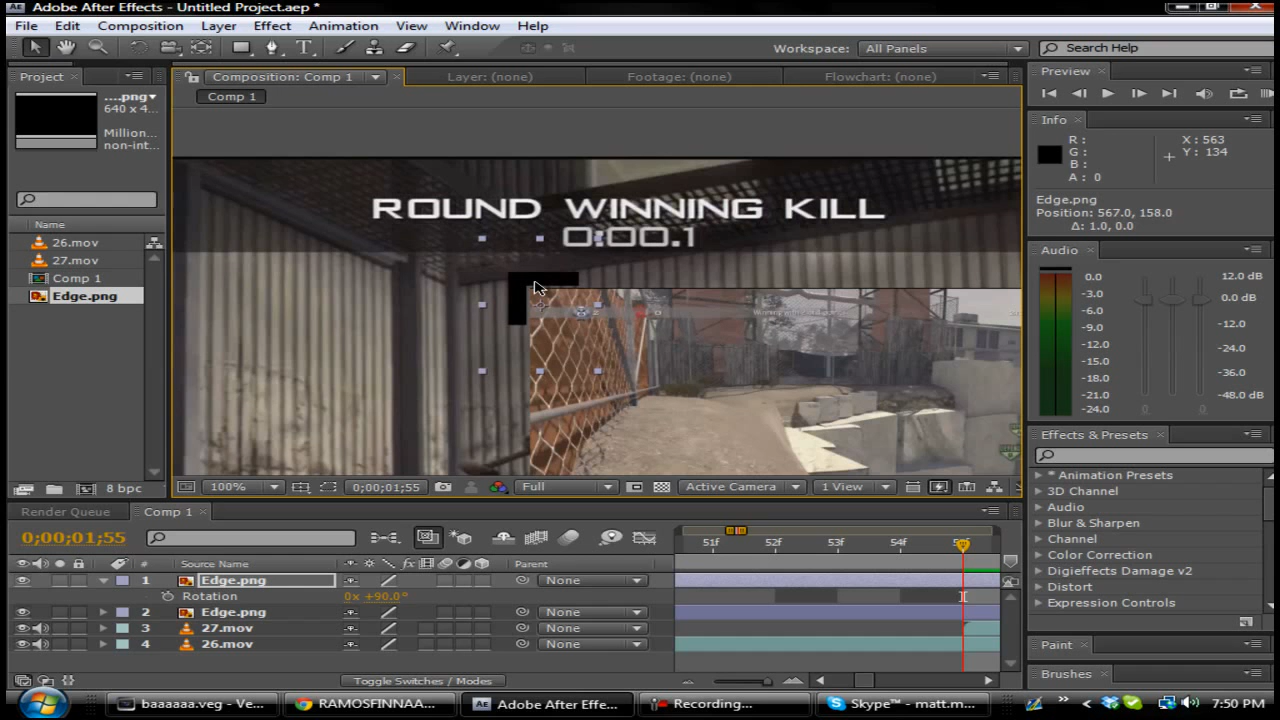 Adobe After Effects - Untitled Project.aep *
File Edit Composition Layer Effect Animation View Window Help
Workspace: All Panels Search Help
Project Composition: Comp 1 Layer: (none) Footage: (none) Flowchart: (none) Preview
Comp 1
....png▾
640 x 4...
Million...
non-int...
Info
R: X: 563
G: Y: 134
B:
A: 0
Edge.png
Position: 567.0, 158.0
Δ: 1.0, 0.0
ROUND WINNING KILL
0:00.1
Name
26.mov
27.mov
Comp 1
Edge.png
Audio
0.0 12.0 dB
-3.0 6.0
-6.0 0.0 dB
-9.0 -12.0
-12.0
-15.0 -24.0
-18.0
-21.0 -36.0
-24.0 -48.0 dB
8 bpc 100% 0;00;01;55 Full Active Camera 1 View
Effects & Presets
* Animation Presets
3D Channel
Audio
Blur & Sharpen
Channel
Color Correction
Digieffects Damage v2
Distort
Expression Controls
Paint
Brushes
Render Queue Comp 1
0;00;01;55 51f 52f 53f 54f
# Source Name Parent
1 Edge.png None
Rotation 0x +90.0°
2 Edge.png None
3 27.mov None
4 26.mov None
Toggle Switches / Modes
baaaaaa.veg - Ve... RAMOSFINNAA... Adobe After Effe... Recording... Skype™ - matt.m... 7:50 PM